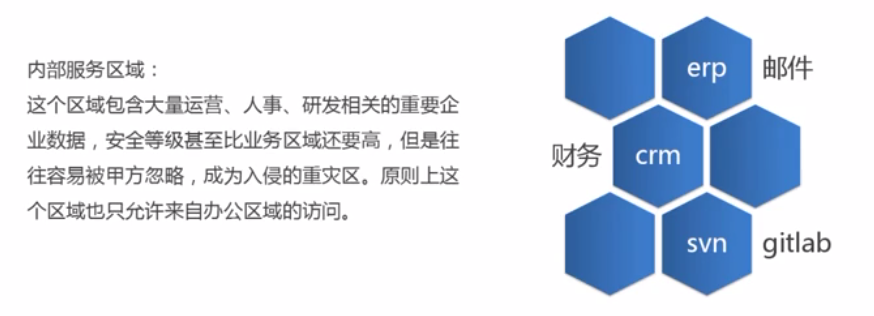 内部服务区域：
这个区域包含大量运营、人事、研发相关的重要企
业数据，安全等级甚至比业务区域还要高，但是往
往容易被甲方忽略，成为入侵的重灾区。原则上这
个区域也只允许来自办公区域的访问。
erp 邮件
财务 crm
svn gitlab